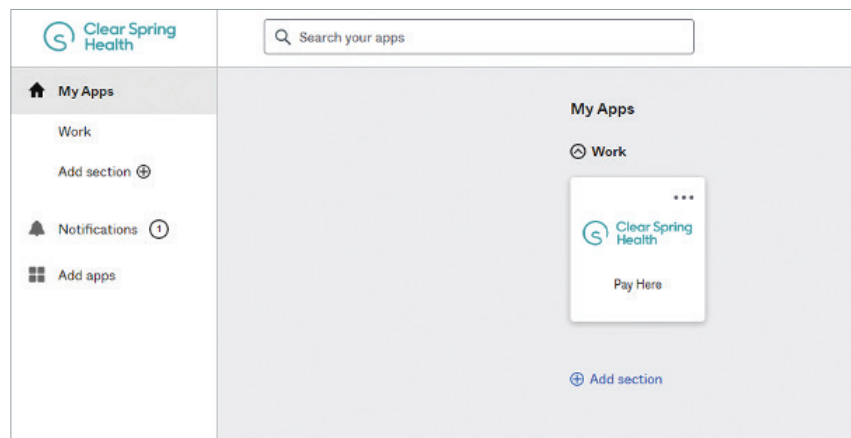 Clear Spring
Health
Search your apps
My Apps
Work
Add section
Notifications 1
Add apps
My Apps
Work
Clear Spring
Health
Pay Here
Add section